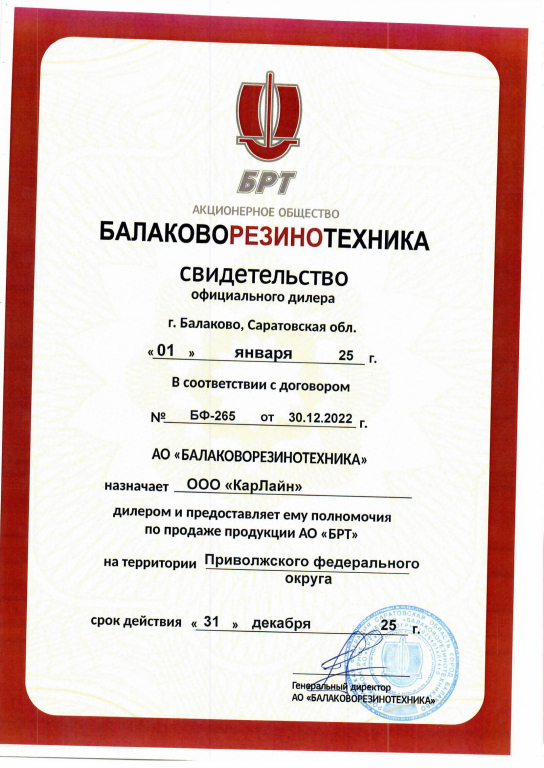 БРТ
АКЦИОНЕРНОЕ ОБЩЕСТВО
БАЛАКОВОРЕЗИНОТЕХНИКА
свидетельство
официального дилера
г. Балаково, Саратовская обл.
«01 » января 25 г.
В соответствии с договором
№ БФ-265 от 30.12.2022 г.
АО «БАЛАКОВОРЕЗИНОТЕХНИКА»
назначает ООО «КарЛайн»
дилером и предоставляет ему полномочия
по продаже продукции АО «БРТ»
на территории Приволжского федерального
округа
срок действия « 31 » декабря 25 г.
Генеральный директор
АО «БАЛАКОВОРЕЗИНОТЕХНИКА»